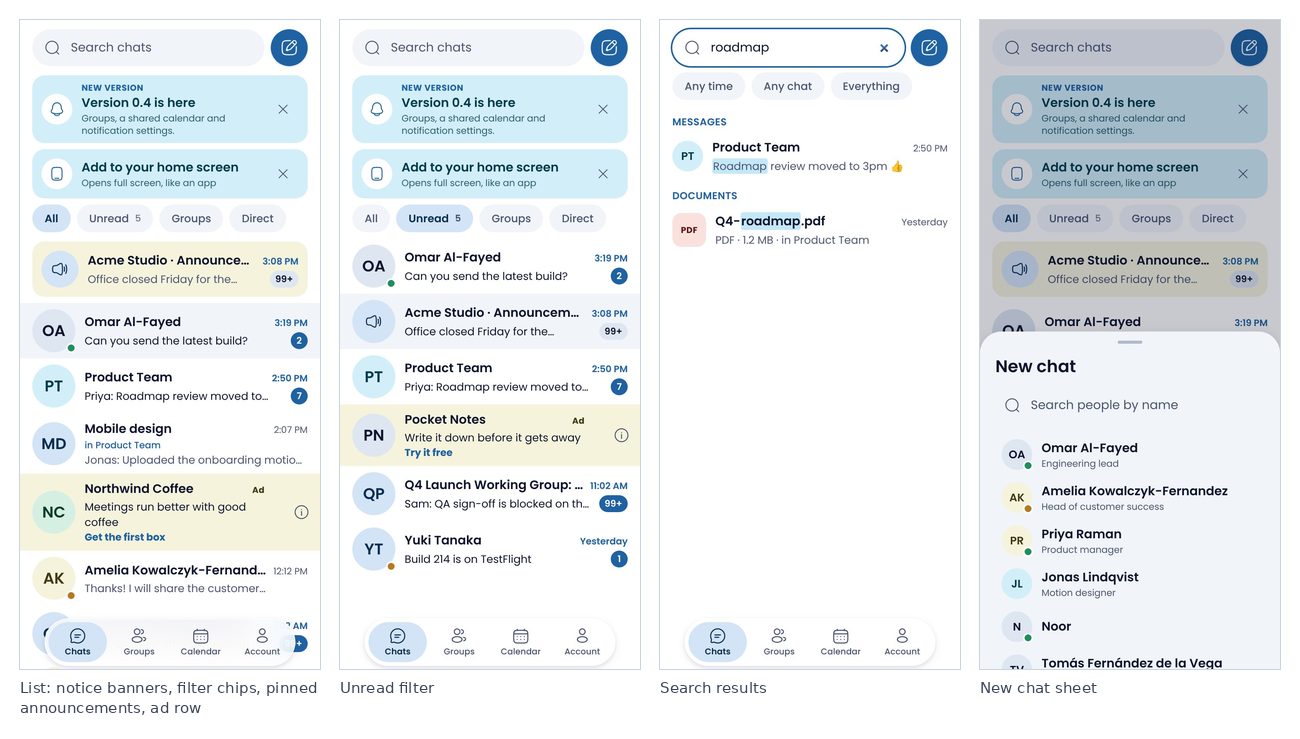 Search chats
NEW VERSION
Version 0.4 is here
Groups, a shared calendar and
notification settings.
Add to your home screen
Opens full screen, like an app
All
Unread 5
Groups
Direct
Acme Studio · Announce... 3:08 PM
Office closed Friday for the... 99+
OA
Omar Al-Fayed 3:19 PM
Can you send the latest build? 2
PT
Product Team 2:50 PM
Priya: Roadmap review moved to... 7
MD
Mobile design 2:07 PM
in Product Team
Jonas: Uploaded the onboarding motio...
NC
Northwind Coffee Ad
Meetings run better with good
coffee
Get the first box
AK
Amelia Kowalczyk-Fernand... 12:12 PM
Thanks! I will share the customer...
AM
Chats
Groups
Calendar
Account
List: notice banners, filter chips, pinned
announcements, ad row
Search chats
NEW VERSION
Version 0.4 is here
Groups, a shared calendar and
notification settings.
Add to your home screen
Opens full screen, like an app
All
Unread 5
Groups
Direct
OA
Omar Al-Fayed 3:19 PM
Can you send the latest build? 2
Acme Studio · Announcem... 3:08 PM
Office closed Friday for the... 99+
PT
Product Team 2:50 PM
Priya: Roadmap review moved to... 7
PN
Pocket Notes Ad
Write it down before it gets away
Try it free
QP
Q4 Launch Working Group: ... 11:02 AM
Sam: QA sign-off is blocked on th... 99+
YT
Yuki Tanaka Yesterday
Build 214 is on TestFlight 1
Chats
Groups
Calendar
Account
Unread filter
roadmap
Any time
Any chat
Everything
MESSAGES
PT
Product Team 2:50 PM
Roadmap review moved to 3pm 👍
DOCUMENTS
PDF
Q4-roadmap.pdf Yesterday
PDF · 1.2 MB · in Product Team
Chats
Groups
Calendar
Account
Search results
Search chats
NEW VERSION
Version 0.4 is here
Groups, a shared calendar and
notification settings.
Add to your home screen
Opens full screen, like an app
All
Unread 5
Groups
Direct
Acme Studio · Announce... 3:08 PM
Office closed Friday for the... 99+
OA
Omar Al-Fayed 3:19 PM
New chat
Search people by name
OA
Omar Al-Fayed
Engineering lead
AK
Amelia Kowalczyk-Fernandez
Head of customer success
PR
Priya Raman
Product manager
JL
Jonas Lindqvist
Motion designer
N
Noor
TV
Tomás Fernández de la Vega
New chat sheet